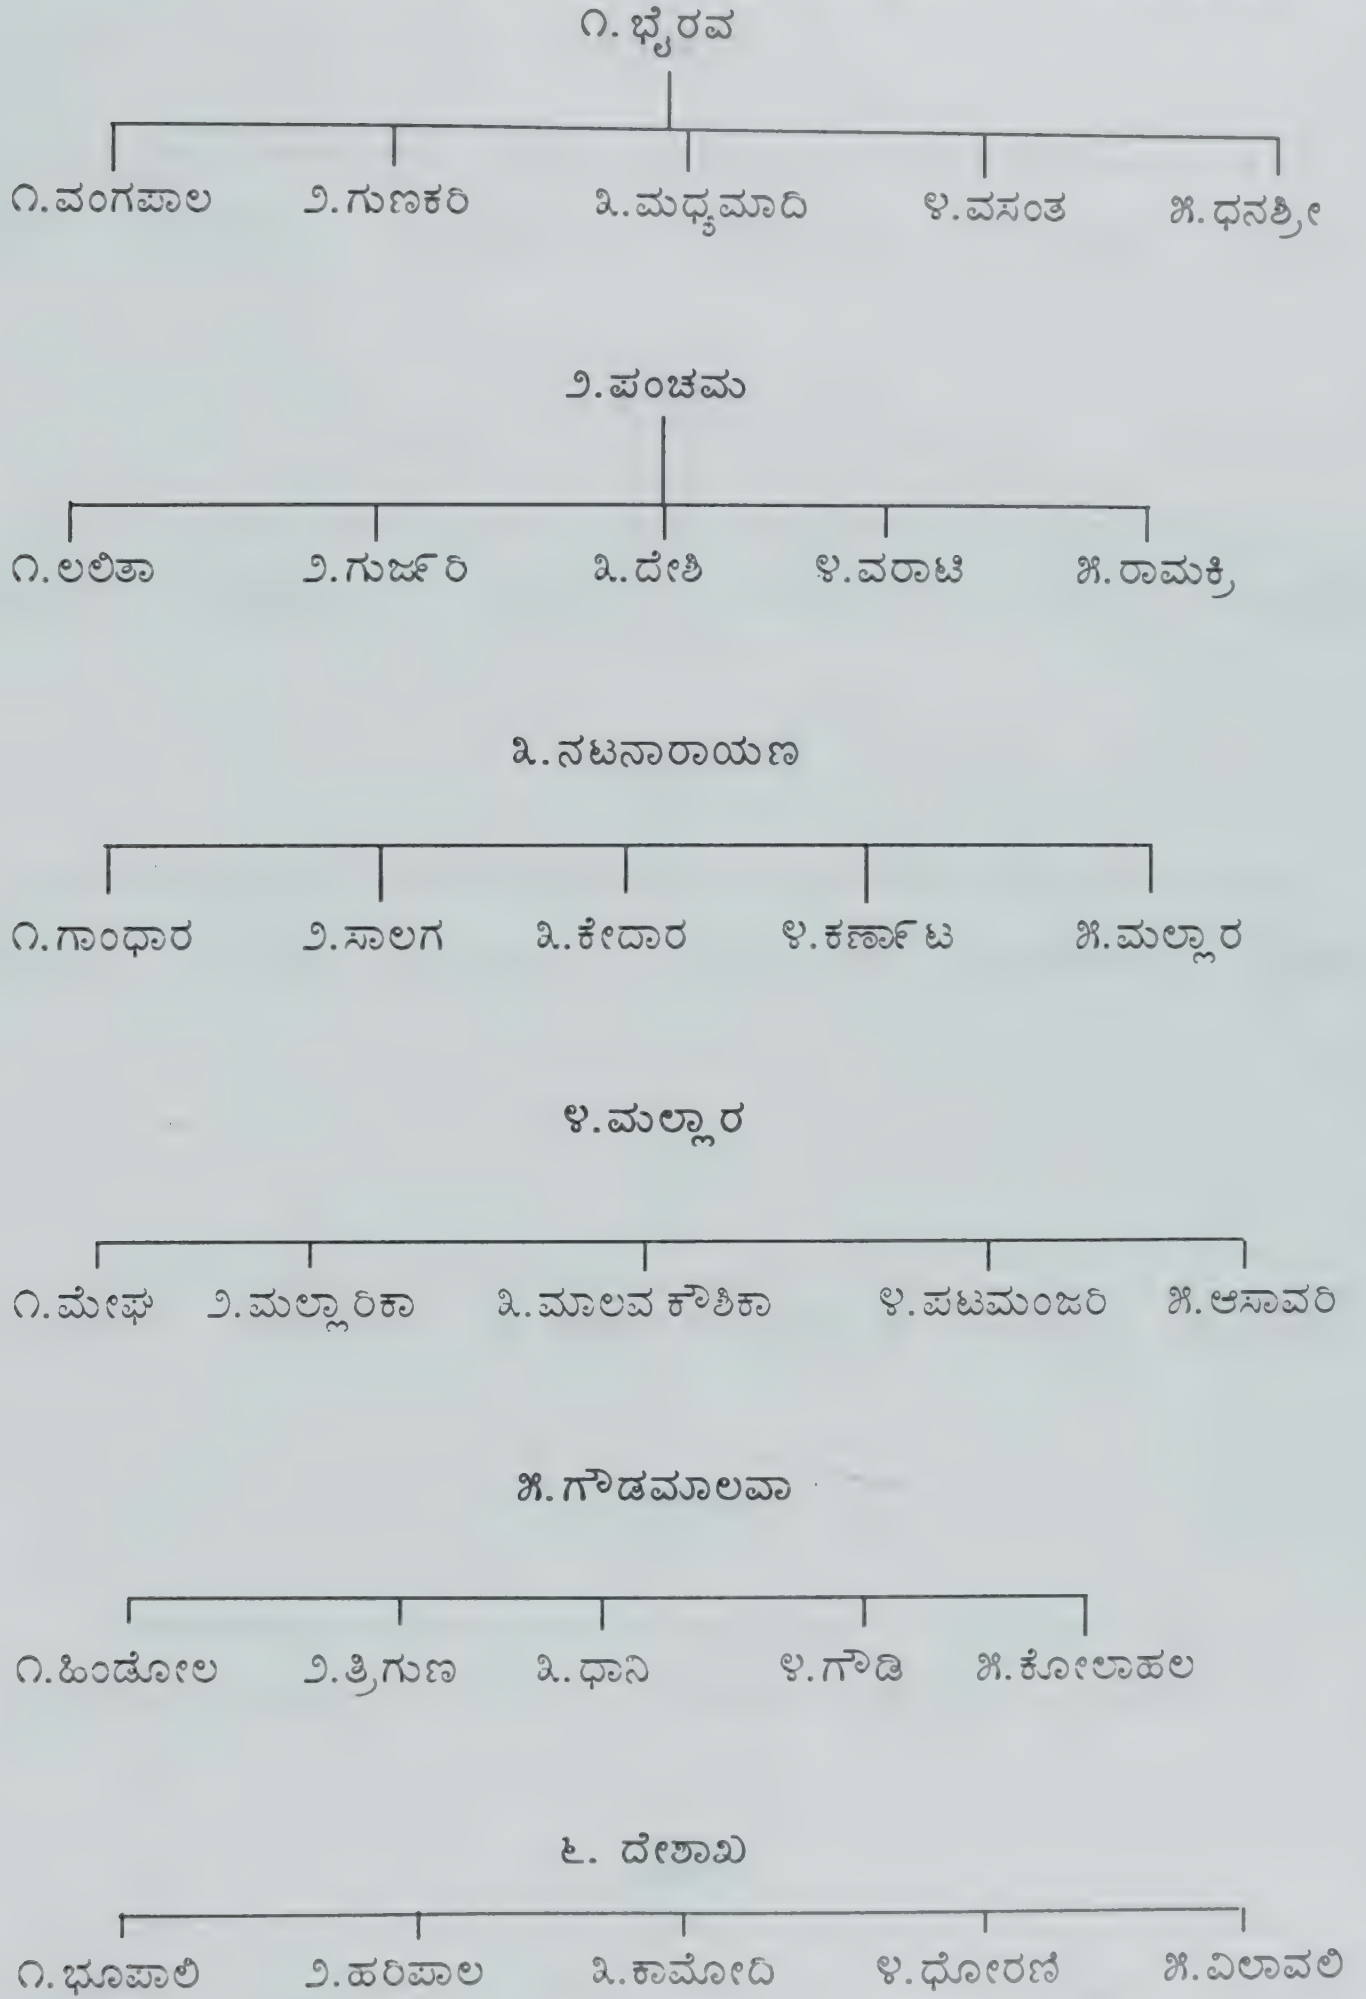 ೧. ಭೈರವ
೧.ವಂಗಪಾಲ ೨.ಗುಣಕರಿ ೩.ಮಧ್ಯಮಾದಿ ೪.ವಸಂತ ೫.ಧನಶ್ರೀ
೨.ಪಂಚಮ
೧.ಲಲಿತಾ ೨.ಗುರ್ಜರಿ ೩.ದೇಶಿ ೪.ವರಾಟಿ ೫.ರಾಮಕ್ರಿ
೩.ನಟನಾರಾಯಣ
೧.ಗಾಂಧಾರ ೨.ಸಾಲಗ ೩.ಕೇದಾರ ೪.ಕರ್ಣಾಟ ೫.ಮಲ್ಲಾರ
೪.ಮಲ್ಲಾರ
೧.ಮೇಘ ೨.ಮಲ್ಲಾರಿಕಾ ೩.ಮಾಲವ ಕೌಶಿಕಾ ೪.ಪಟಮಂಜರಿ ೫.ಆಸಾವರಿ
೫.ಗೌಡಮಾಲವಾ
೧.ಹಿಂಡೋಲ ೨.ತ್ರಿಗುಣ ೩.ಧಾನಿ ೪.ಗೌಡಿ ೫.ಕೋಲಾಹಲ
೬. ದೇಶಾಖ
೧.ಭೂಪಾಲಿ ೨.ಹರಿಪಾಲ ೩.ಕಾಮೋದಿ ೪.ಧೋರಣಿ ೫.ವಿಲಾವಲಿ